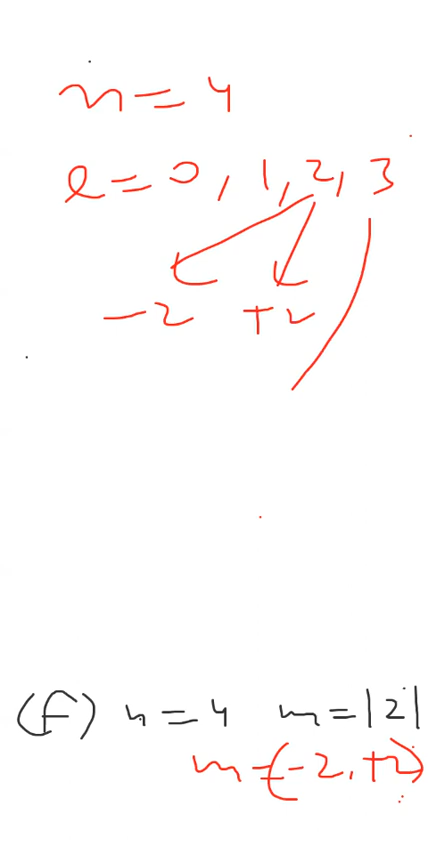 n=4
l=0,1,2,3
-2 +2
(f) n=4 m=|2|
m=(-2,+2)